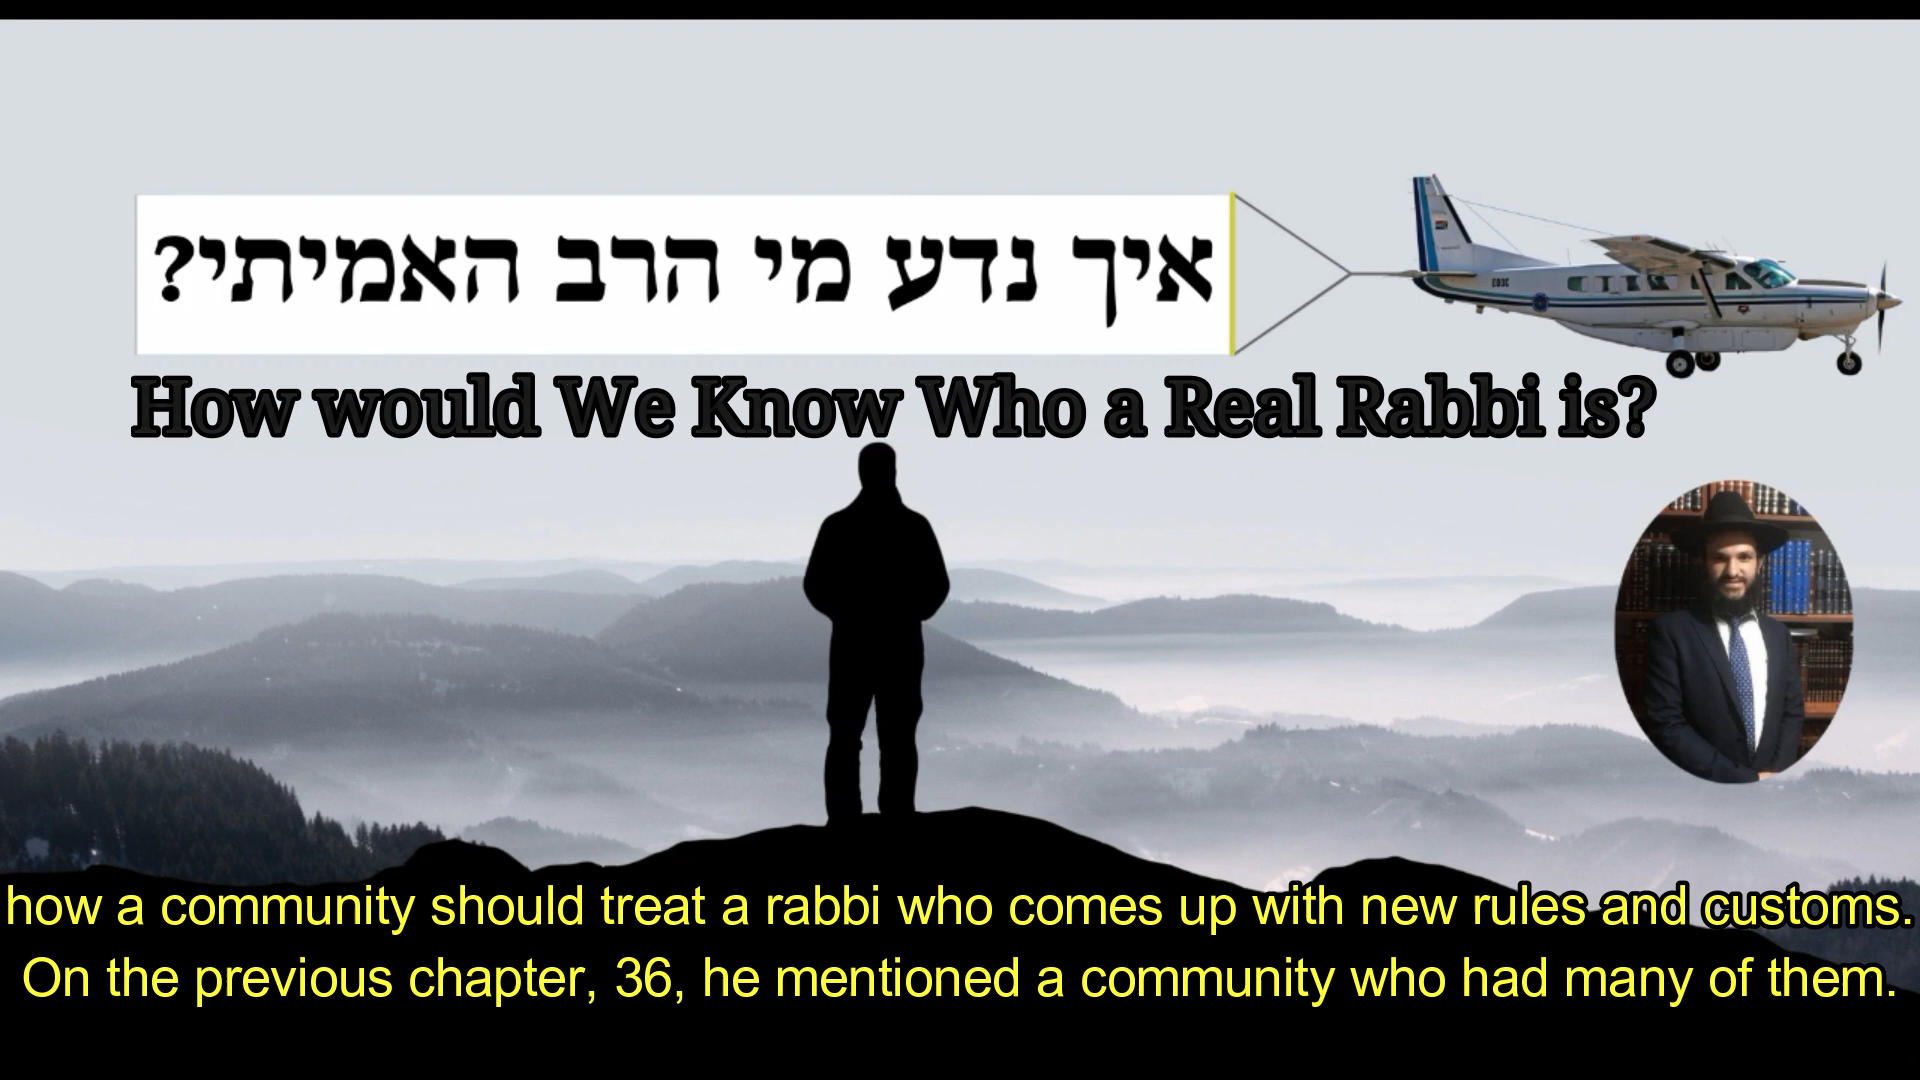 איך נדע מי הרב האמיתי?
How would We Know Who a Real Rabbi is?
how a community should treat a rabbi who comes up with new rules and customs.
On the previous chapter, 36, he mentioned a community who had many of them.